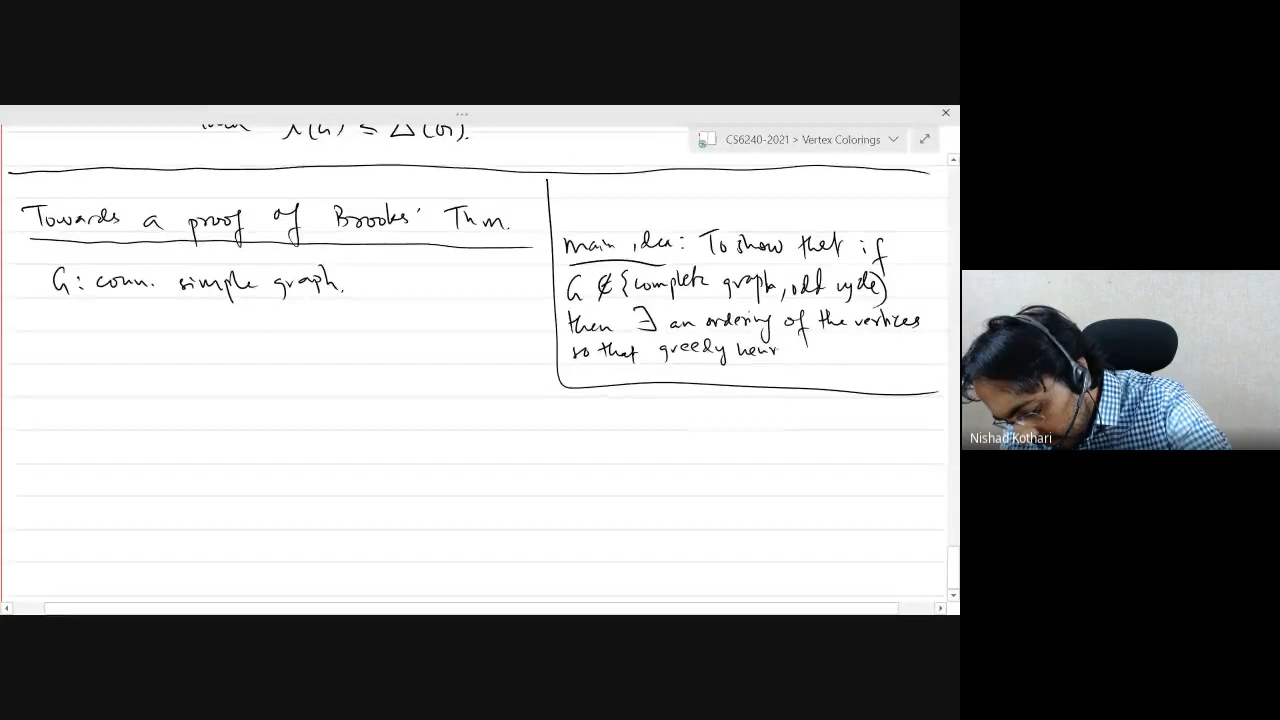 χ(G) ≤ Δ(G).
CS6240-2021 > Vertex Colorings
Towards a proof of Brooks' Thm.
G: conn. simple graph.
main idea: To show that if
G ∉ {complete graph, odd cycle}
then ∃ an ordering of the vertices
so that greedy heur
Nishad Kothari